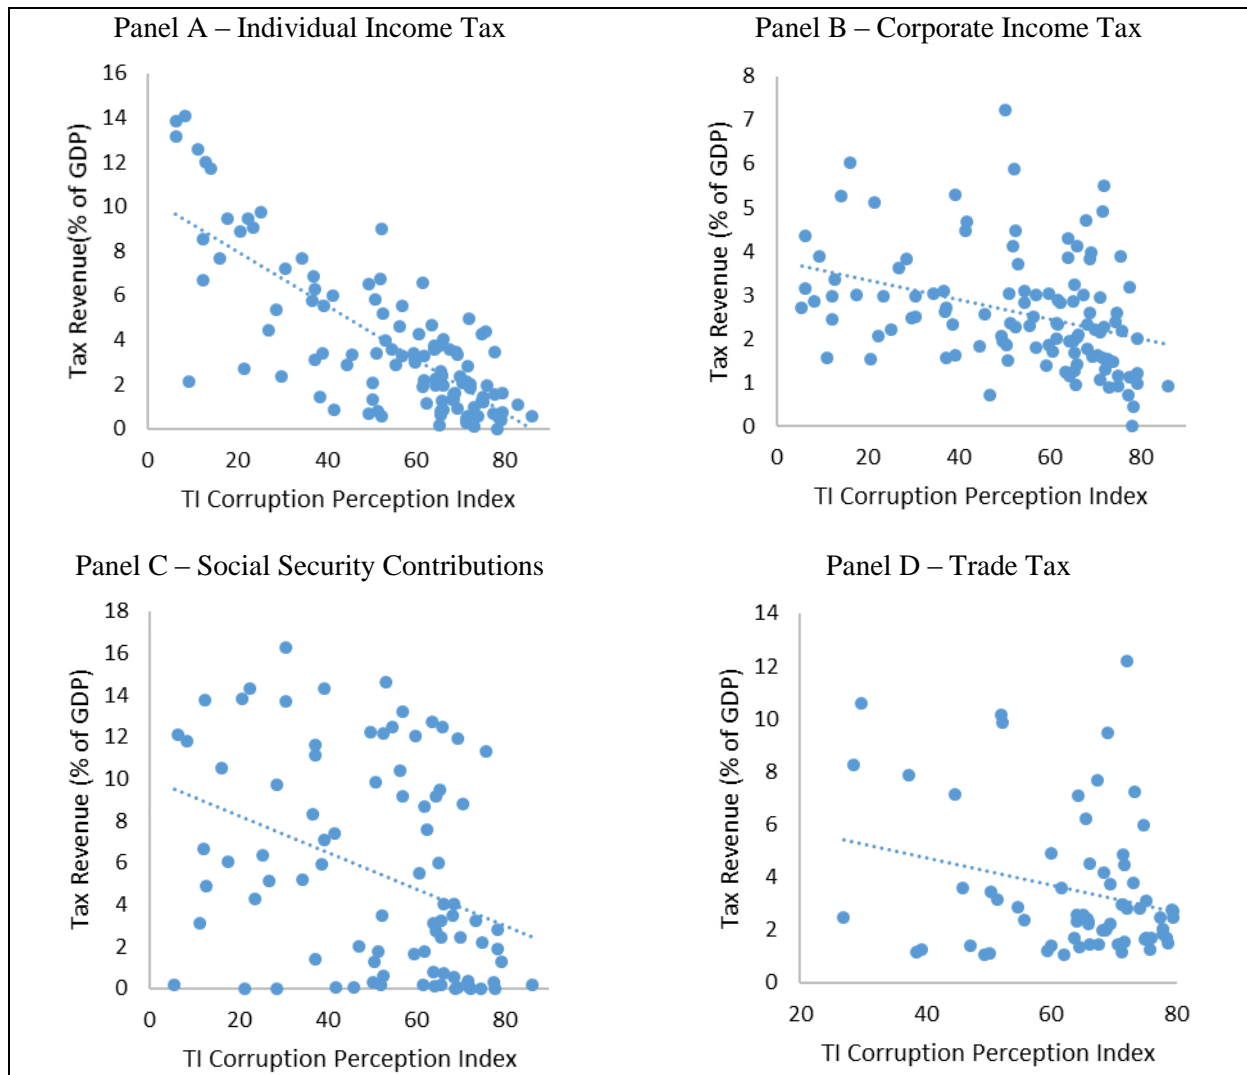 Panel A – Individual Income Tax
Tax Revenue(% of GDP)
16
14
12
10
8
6
4
2
0
0 20 40 60 80
TI Corruption Perception Index
Panel B – Corporate Income Tax
Tax Revenue (% of GDP)
8
7
6
5
4
3
2
1
0
0 20 40 60 80
TI Corruption Perception Index
Panel C – Social Security Contributions
Tax Revenue (% of GDP)
18
16
14
12
10
8
6
4
2
0
0 20 40 60 80
TI Corruption Perception Index
Panel D – Trade Tax
Tax Revenue (% of GDP)
14
12
10
8
6
4
2
0
20 40 60 80
TI Corruption Perception Index